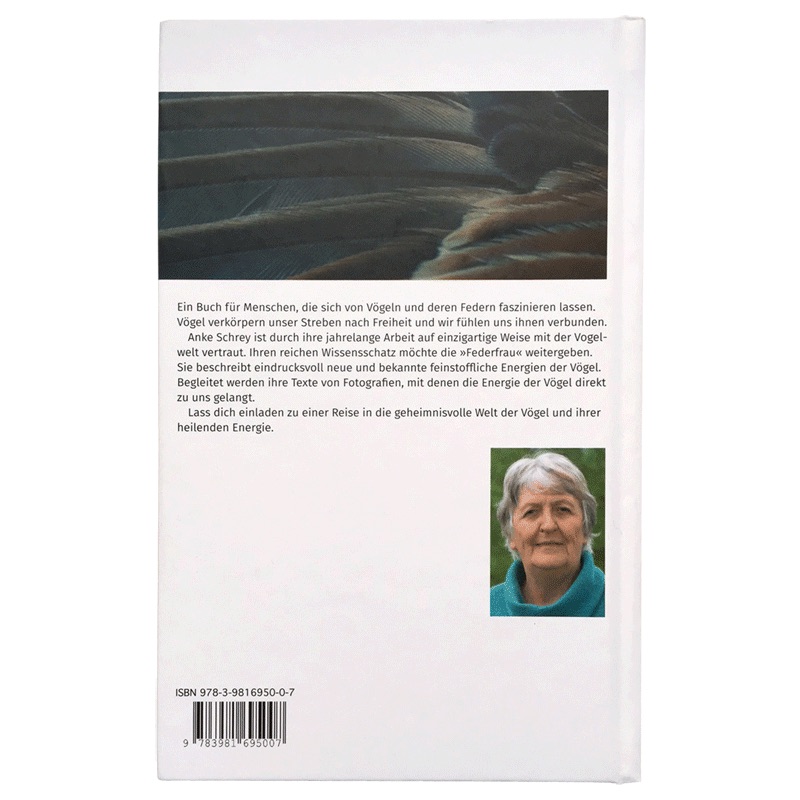 Ein Buch für Menschen, die sich von Vögeln und deren Federn faszinieren lassen.
Vögel verkörpern unser Streben nach Freiheit und wir fühlen uns ihnen verbunden.
Anke Schrey ist durch ihre jahrelange Arbeit auf einzigartige Weise mit der Vogel-
welt vertraut. Ihren reichen Wissensschatz möchte die »Federfrau« weitergeben.
Sie beschreibt eindrucksvoll neue und bekannte feinstoffliche Energien der Vögel.
Begleitet werden ihre Texte von Fotografien, mit denen die Energie der Vögel direkt
zu uns gelangt.
Lass dich einladen zu einer Reise in die geheimnisvolle Welt der Vögel und ihrer
heilenden Energie.
ISBN 978-3-9816950-0-7
9 783981 695007